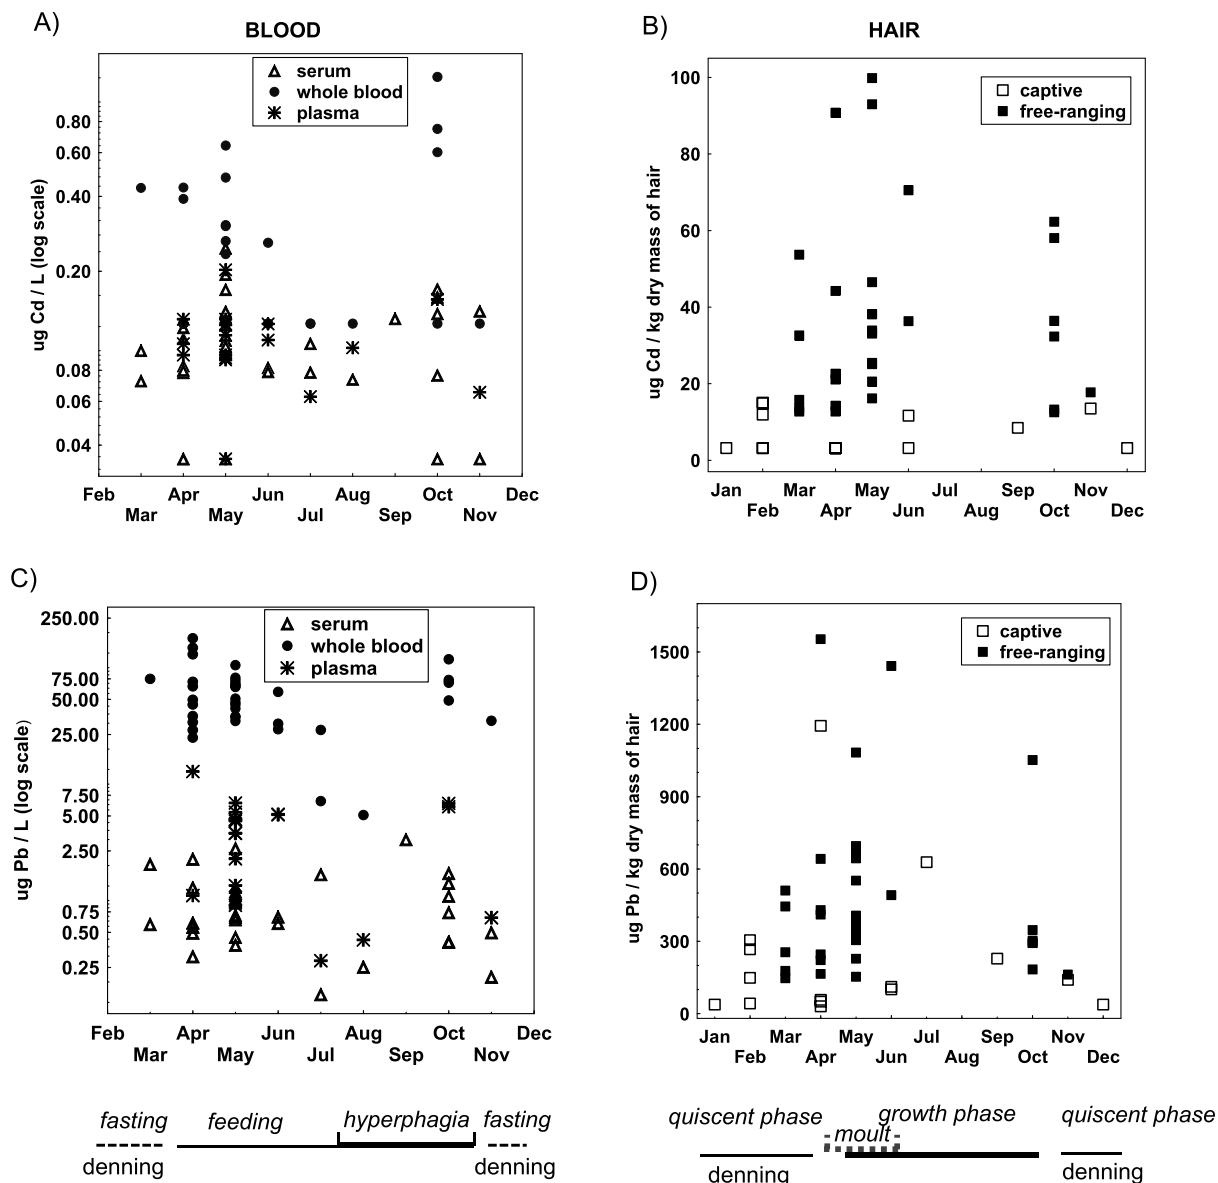 A)
BLOOD
serum
whole blood
plasma
ug Cd / L (log scale)
0.80
0.60
0.40
0.20
0.08
0.06
0.04
Feb Apr Jun Aug Oct Dec
Mar May Jul Sep Nov
B)
HAIR
captive
free-ranging
ug Cd / kg dry mass of hair
100
80
60
40
20
0
Jan Mar May Jul Sep Nov
Feb Apr Jun Aug Oct Dec
C)
serum
whole blood
plasma
ug Pb / L (log scale)
250.00
75.00
50.00
25.00
7.50
5.00
2.50
0.75
0.50
0.25
Feb Apr Jun Aug Oct Dec
Mar May Jul Sep Nov
fasting feeding hyperphagia fasting
denning denning
D)
captive
free-ranging
ug Pb / kg dry mass of hair
1500
1200
900
600
300
0
Jan Mar May Jul Sep Nov
Feb Apr Jun Aug Oct Dec
quiscent phase growth phase quiscent phase
moult
denning denning